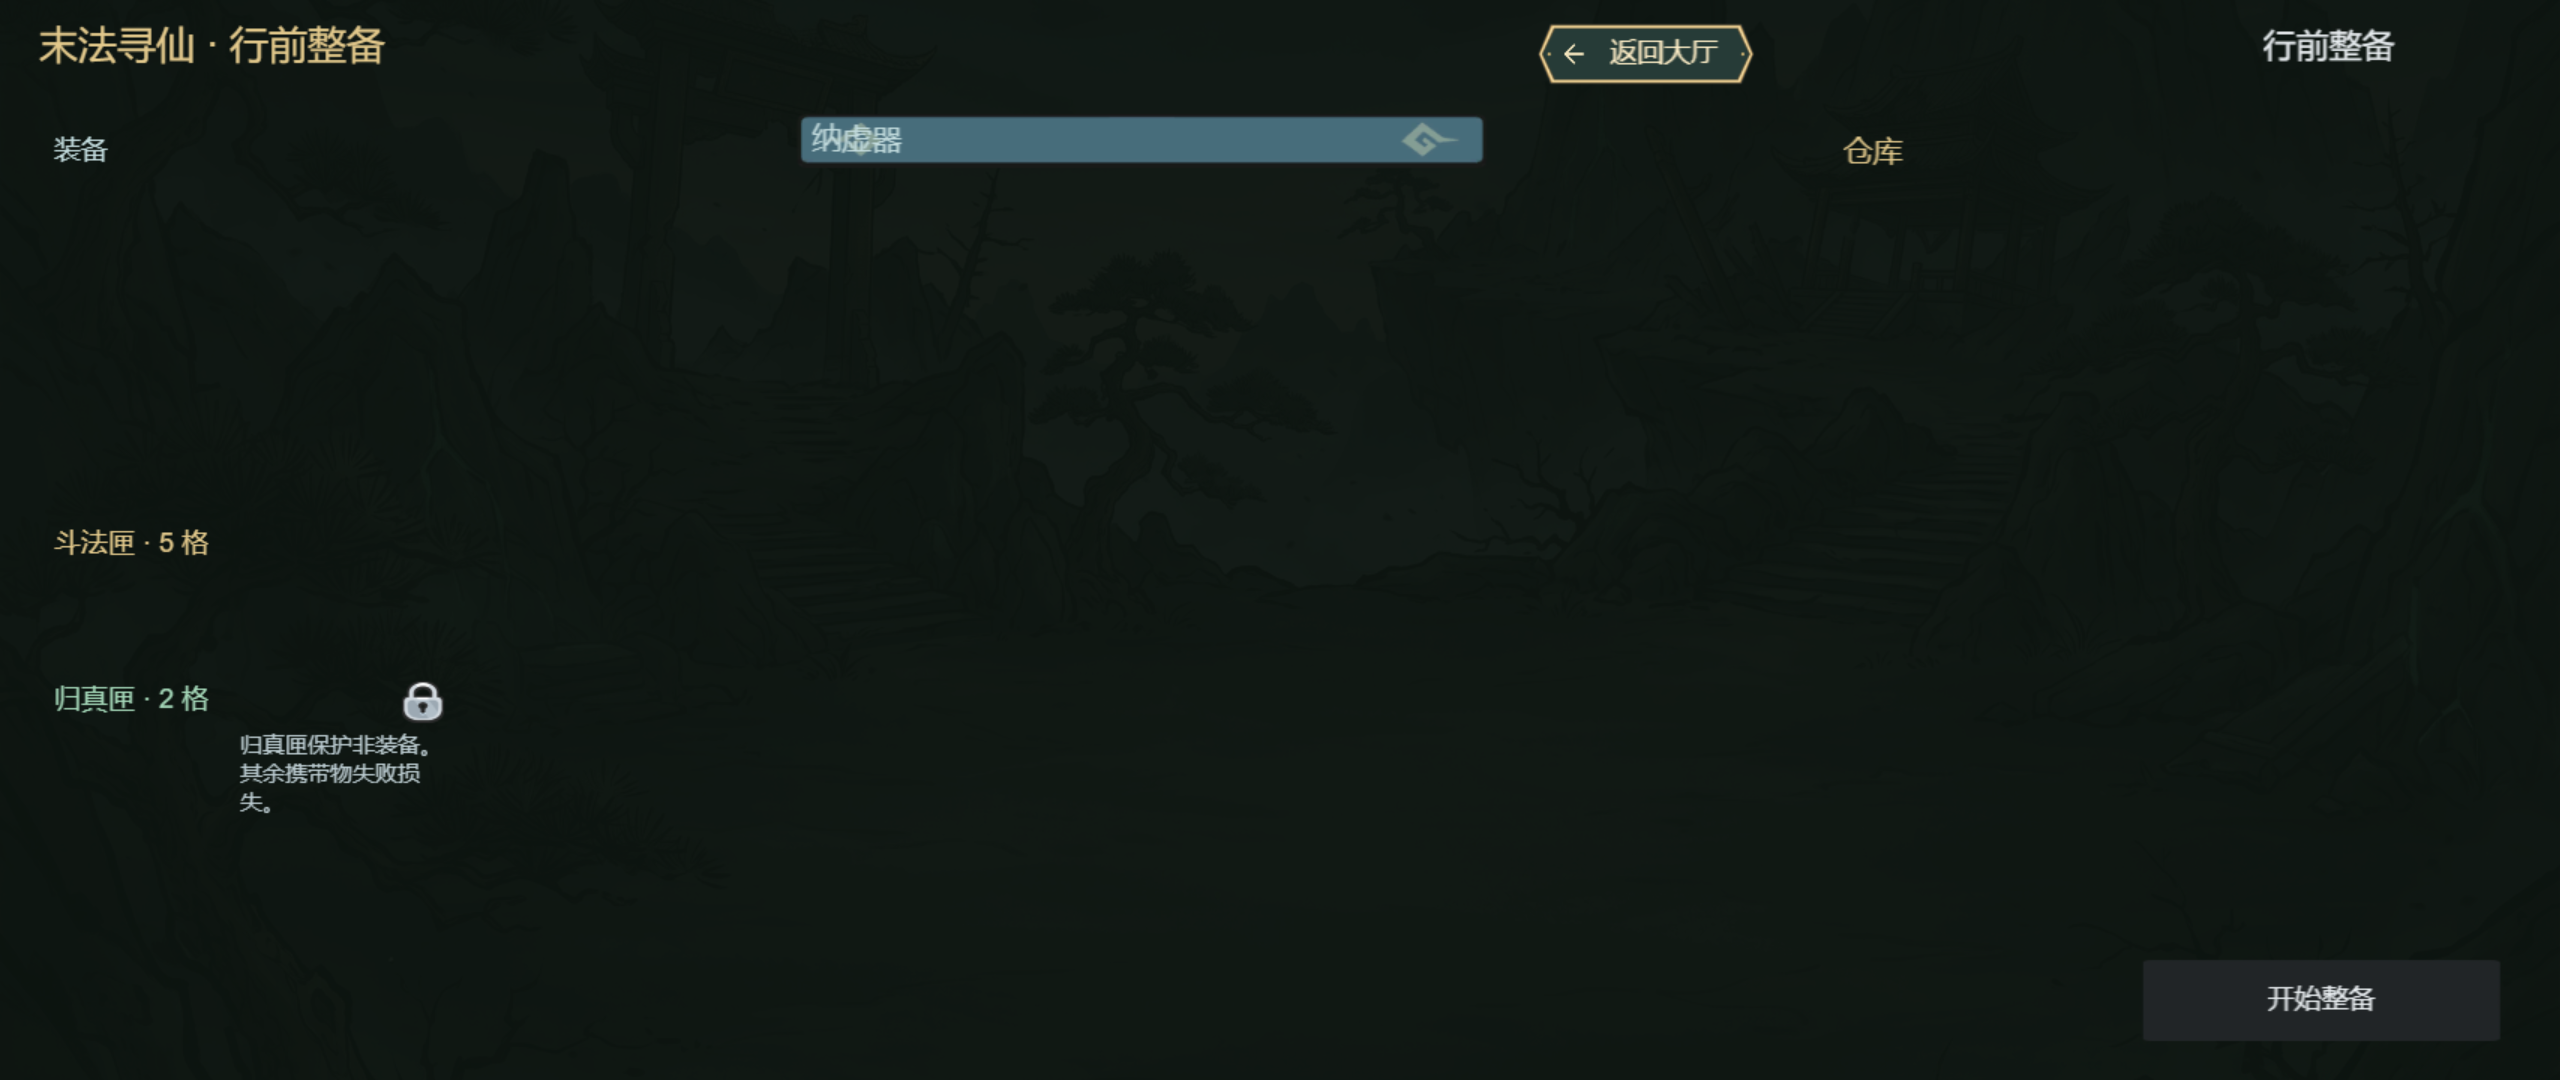 末法寻仙 · 行前整备
返回大厅
行前整备
装备
纳虚器
仓库
斗法匣 · 5 格
归真匣 · 2 格
归真匣保护非装备。
其余携带物失败损
失。
开始整备